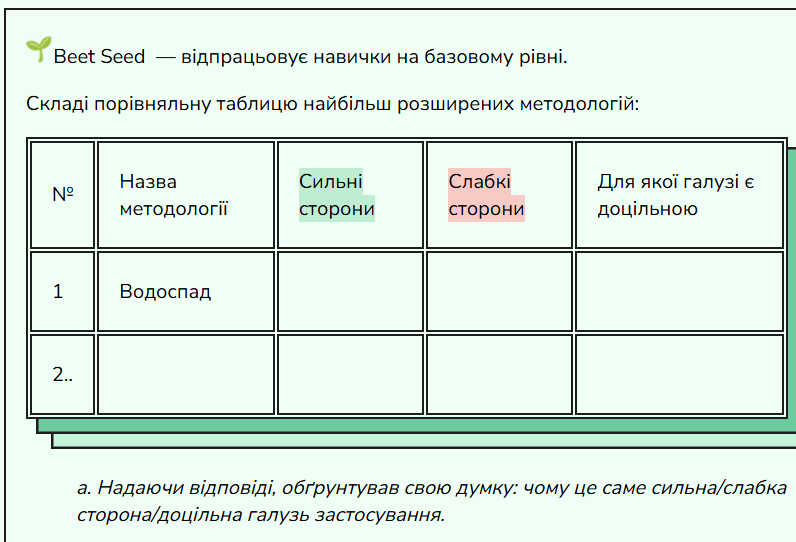 Beet Seed — відпрацьовує навички на базовому рівні.
Складі порівняльну таблицю найбільш розширених методологій:
№
Назва
методології
Сильні
сторони
Слабкі
сторони
Для якої галузі є
доцільною
1
Водоспад
2..
a. Надаючи відповіді, обґрунтував свою думку: чому це саме сильна/слабка
сторона/доцільна галузь застосування.